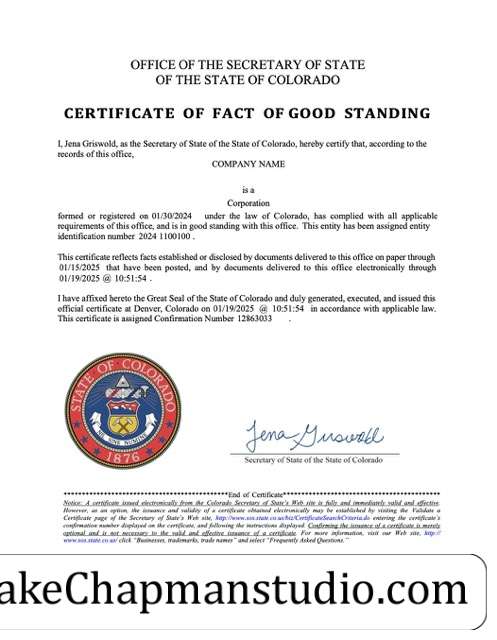 OFFICE OF THE SECRETARY OF STATE
OF THE STATE OF COLORADO
CERTIFICATE OF FACT OF GOOD STANDING
I, Jena Griswold, as the Secretary of State of the State of Colorado, hereby certify that, according to the
records of this office,
COMPANY NAME
is a
Corporation
formed or registered on 01/30/2024 under the law of Colorado, has complied with all applicable
requirements of this office, and is in good standing with this office. This entity has been assigned entity
identification number 2024 1100100 .
This certificate reflects facts established or disclosed by documents delivered to this office on paper through
01/15/2025 that have been posted, and by documents delivered to this office electronically through
01/19/2025 @ 10:51:54 .
I have affixed hereto the Great Seal of the State of Colorado and duly generated, executed, and issued this
official certificate at Denver, Colorado on 01/19/2025 @ 10:51:54 in accordance with applicable law.
This certificate is assigned Confirmation Number 12863033 .
STATE OF COLORADO
NIL SINE NUMINE
1876
Jena Griswold
Secretary of State of the State of Colorado
*********************************************End of Certificate*******************************************
Notice: A certificate issued electronically from the Colorado Secretary of State's Web site is fully and immediately valid and effective.
However, as an option, the issuance and validity of a certificate obtained electronically may be established by visiting the Validate a
Certificate page of the Secretary of State's Web site, http://www.sos.state.co.us/biz/CertificateSearchCriteria.do entering the certificate's
confirmation number displayed on the certificate, and following the instructions displayed. Confirming the issuance of a certificate is merely
optional and is not necessary to the valid and effective issuance of a certificate. For more information, visit our Web site, http://
www.sos.state.co.us/ click "Businesses, trademarks, trade names" and select "Frequently Asked Questions."
akeChapmanstudio.com